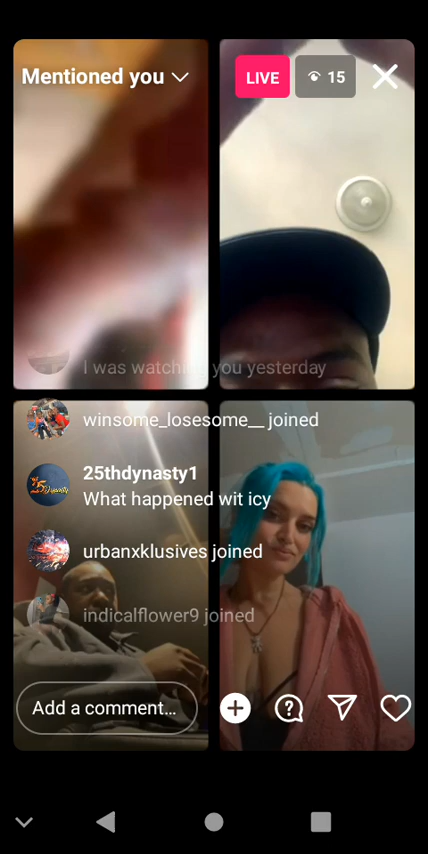 Mentioned you
LIVE
15
I was watching you yesterday
winsome_losesome__ joined
25thdynasty1
What happened wit icy
urbanxklusives joined
indicalflower9 joined
Add a comment...